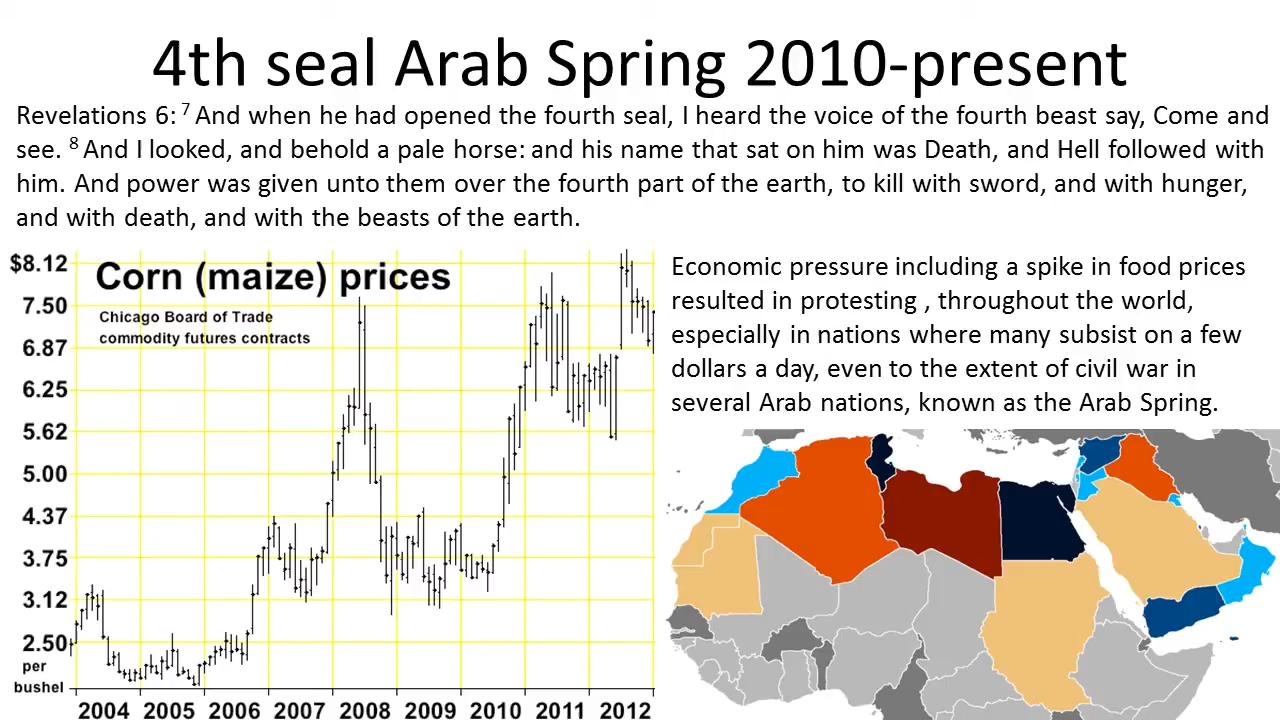 4th seal Arab Spring 2010-present
Revelations 6: 7 And when he had opened the fourth seal, I heard the voice of the fourth beast say, Come and
see. 8 And I looked, and behold a pale horse: and his name that sat on him was Death, and Hell followed with
him. And power was given unto them over the fourth part of the earth, to kill with sword, and with hunger,
and with death, and with the beasts of the earth.
$8.12
Corn (maize) prices
7.50
Chicago Board of Trade
commodity futures contracts
6.87
6.25
5.62
5.00
4.37
3.75
3.12
2.50
per
bushel
2004 2005 2006 2007 2008 2009 2010 2011 2012
Economic pressure including a spike in food prices
resulted in protesting , throughout the world,
especially in nations where many subsist on a few
dollars a day, even to the extent of civil war in
several Arab nations, known as the Arab Spring.